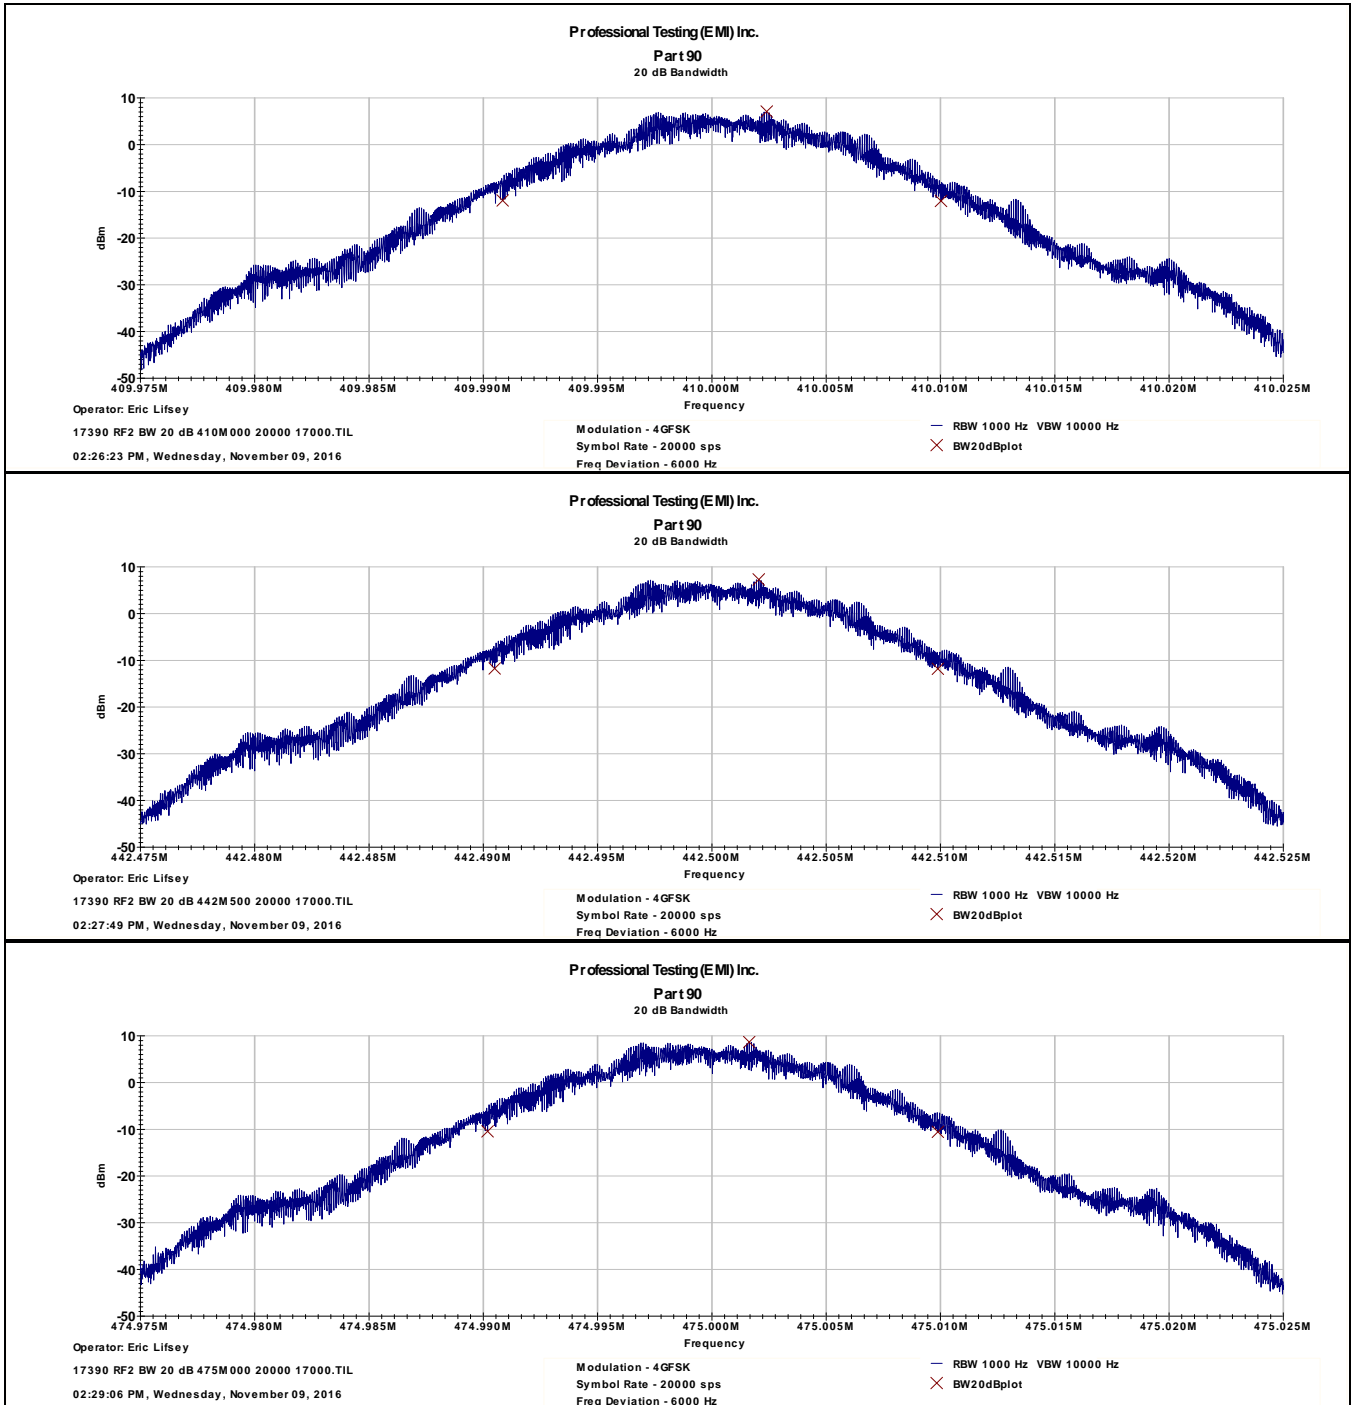 Professional Testing (EMI) Inc.
Part 90
20 dB Bandwidth
10
0
-10
-20
-30
-40
-50
dBm
409.975M 409.980M 409.985M 409.990M 409.995M 410.000M 410.005M 410.010M 410.015M 410.020M 410.025M
Frequency
Operator: Eric Lifsey
17390 RF2 BW 20 dB 410M000 20000 17000.TIL
02:26:23 PM, Wednesday, November 09, 2016
Modulation - 4GFSK
Symbol Rate - 20000 sps
Freq Deviation - 6000 Hz
RBW 1000 Hz VBW 10000 Hz
BW20dBplot
Professional Testing (EMI) Inc.
Part 90
20 dB Bandwidth
10
0
-10
-20
-30
-40
-50
dBm
442.475M 442.480M 442.485M 442.490M 442.495M 442.500M 442.505M 442.510M 442.515M 442.520M 442.525M
Frequency
Operator: Eric Lifsey
17390 RF2 BW 20 dB 442M500 20000 17000.TIL
02:27:49 PM, Wednesday, November 09, 2016
Modulation - 4GFSK
Symbol Rate - 20000 sps
Freq Deviation - 6000 Hz
RBW 1000 Hz VBW 10000 Hz
BW20dBplot
Professional Testing (EMI) Inc.
Part 90
20 dB Bandwidth
10
0
-10
-20
-30
-40
-50
dBm
474.975M 474.980M 474.985M 474.990M 474.995M 475.000M 475.005M 475.010M 475.015M 475.020M 475.025M
Frequency
Operator: Eric Lifsey
17390 RF2 BW 20 dB 475M000 20000 17000.TIL
02:29:06 PM, Wednesday, November 09, 2016
Modulation - 4GFSK
Symbol Rate - 20000 sps
Freq Deviation - 6000 Hz
RBW 1000 Hz VBW 10000 Hz
BW20dBplot